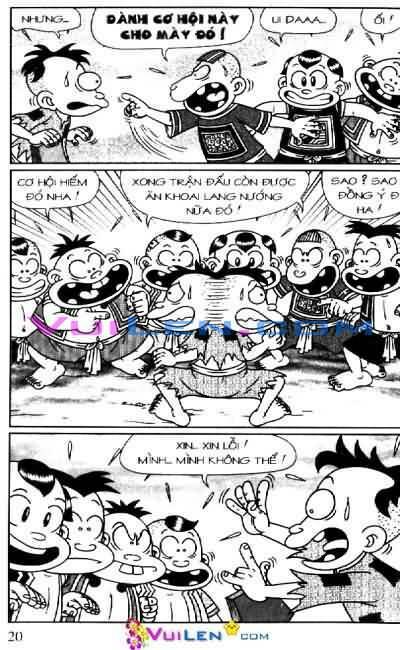 NHƯNG...
DÀNH CƠ HỘI NÀY
CHO MÀY ĐÓ!
UI DAAA...
ỐI!
CƠ HỘI HIẾM
ĐÓ NHA!
XONG TRẬN ĐẤU CÒN ĐƯỢC
ĂN KHOAI LANG NƯỚNG
NỮA ĐÓ!
SAO? SAO
ĐỒNG Ý Đ
HA!
VUILEN.COM
XIN... XIN LỖI!
MÌNH... MÌNH KHÔNG THỂ!
20
VUILEN.COM